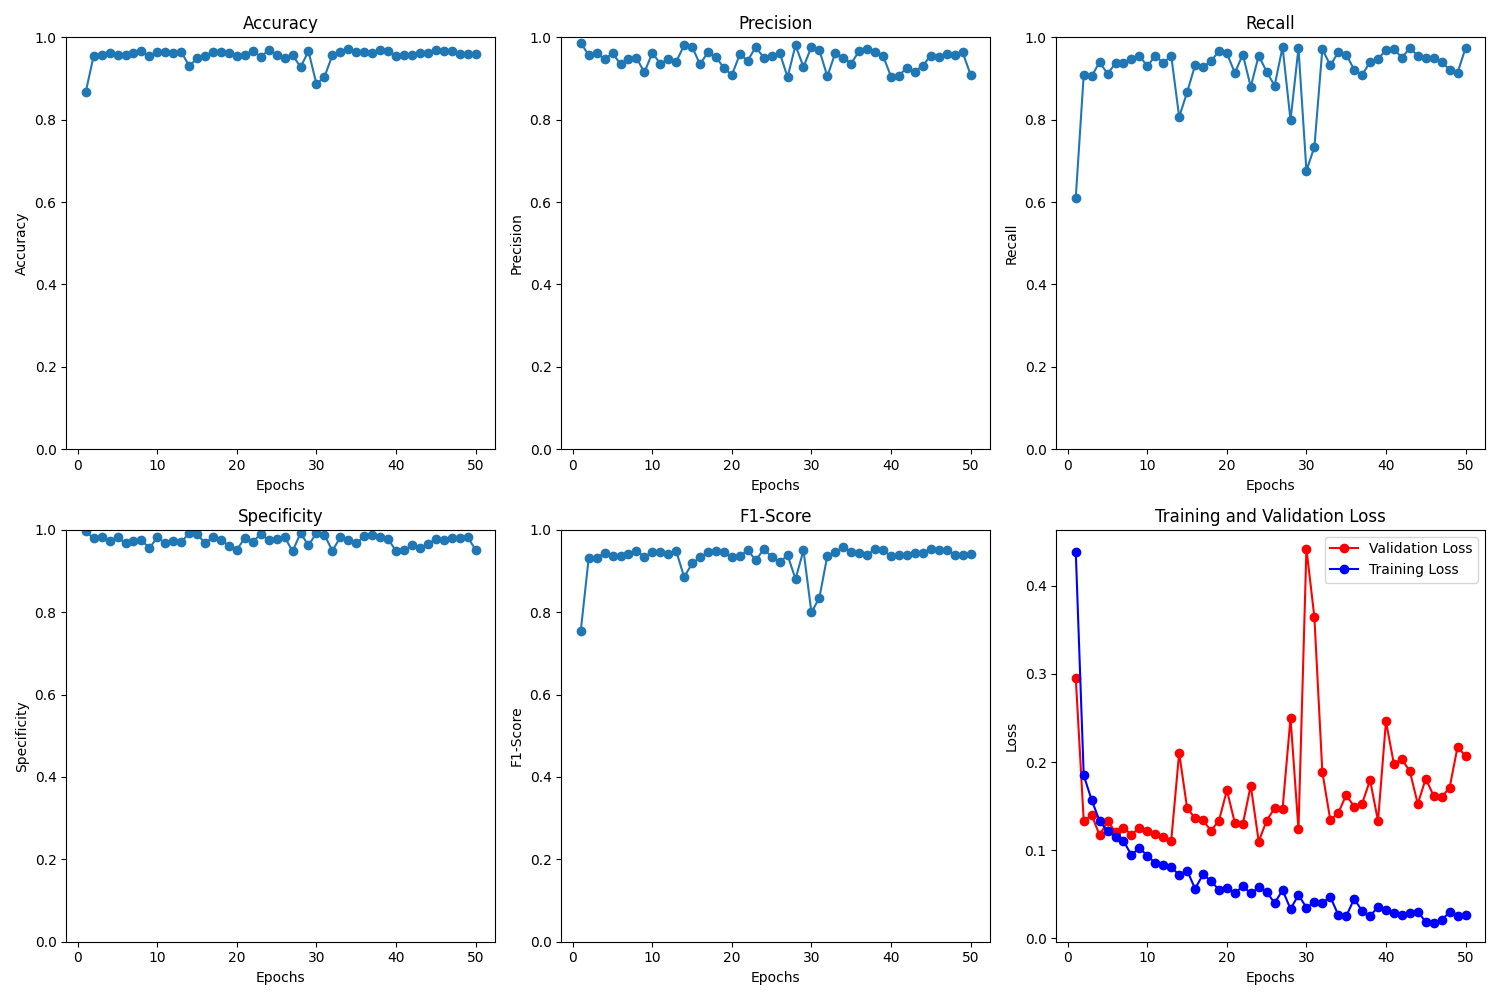 Accuracy
Precision
Recall
1.0
0.8
0.6
0.4
0.2
0.0
Accuracy
0 10 20 30 40 50
Epochs
1.0
0.8
0.6
0.4
0.2
0.0
Precision
0 10 20 30 40 50
Epochs
1.0
0.8
0.6
0.4
0.2
0.0
Recall
0 10 20 30 40 50
Epochs
Specificity
F1-Score
Training and Validation Loss
1.0
0.8
0.6
0.4
0.2
0.0
Specificity
0 10 20 30 40 50
Epochs
1.0
0.8
0.6
0.4
0.2
0.0
F1-Score
0 10 20 30 40 50
Epochs
Validation Loss
Training Loss
0.4
0.3
0.2
0.1
0.0
Loss
0 10 20 30 40 50
Epochs